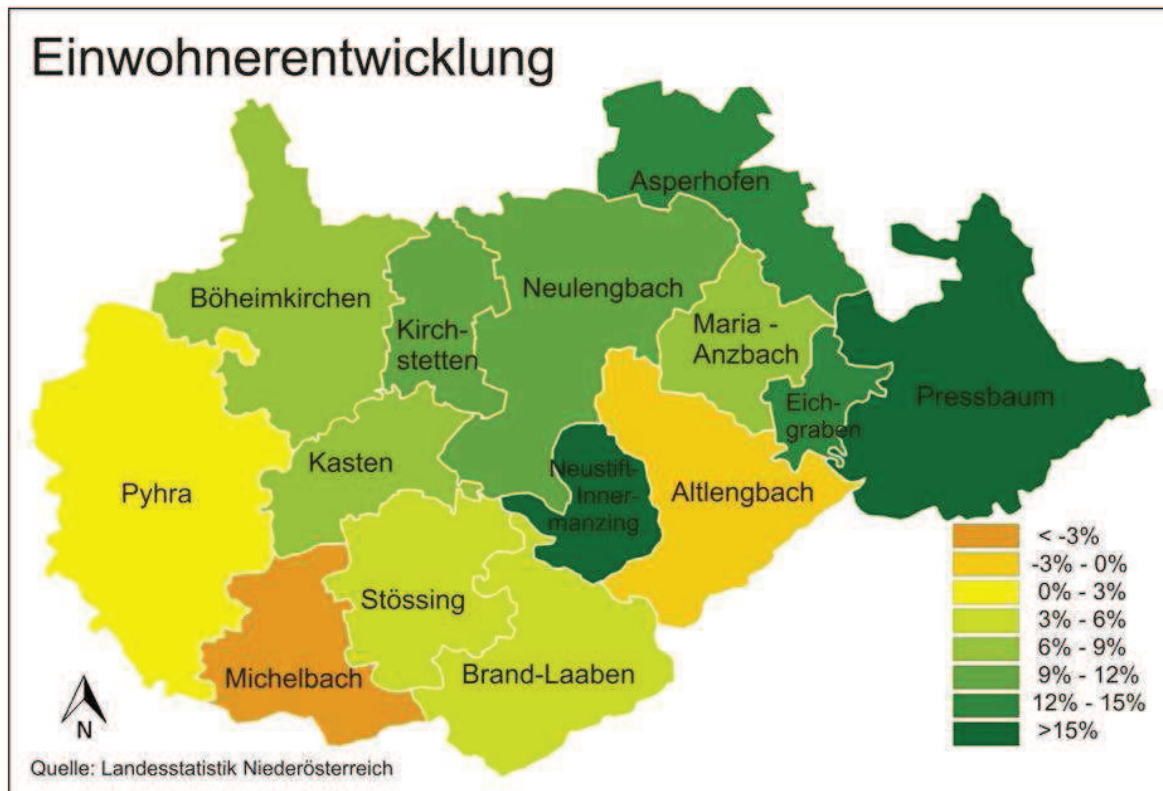 Einwohnerentwicklung
Asperhofen
Böheimkirchen
Neulengbach
Kirch-
stetten
Maria -
Anzbach
Pressbaum
Eich-
graben
Kasten
Neustift-
Inner-
manzing
Altlengbach
Pyhra
Stössing
Michelbach
Brand-Laaben
< -3%
-3% - 0%
0% - 3%
3% - 6%
6% - 9%
9% - 12%
12% - 15%
>15%
N
Quelle: Landesstatistik Niederösterreich